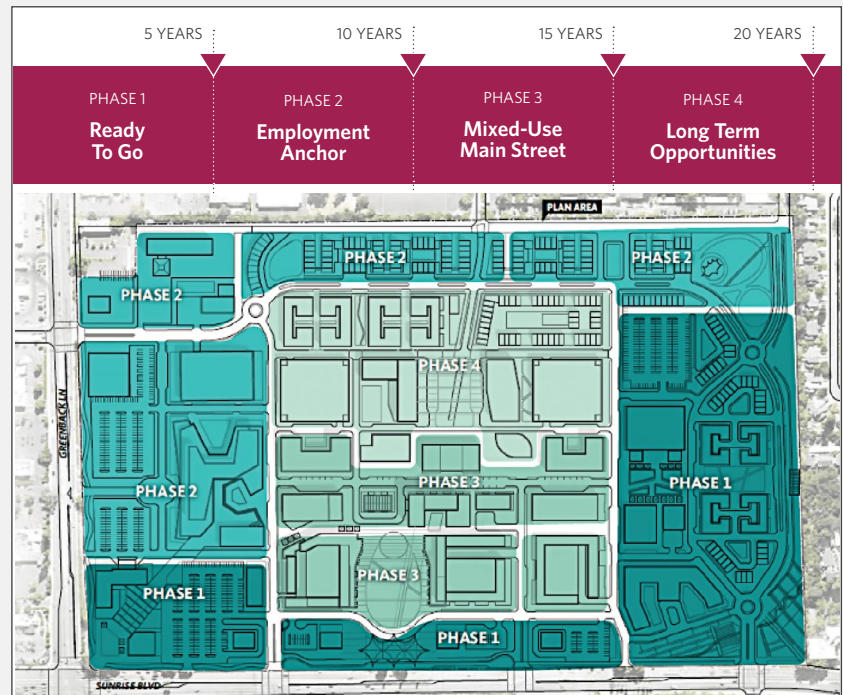 5 YEARS
10 YEARS
15 YEARS
20 YEARS
PHASE 1
Ready
To Go
PHASE 2
Employment
Anchor
PHASE 3
Mixed-Use
Main Street
PHASE 4
Long Term
Opportunities
PLAN AREA
PHASE 2
PHASE 2
PHASE 2
PHASE 4
GREENBACK LN
PHASE 2
PHASE 3
PHASE 1
PHASE 3
PHASE 1
PHASE 1
SUNRISE BLVD